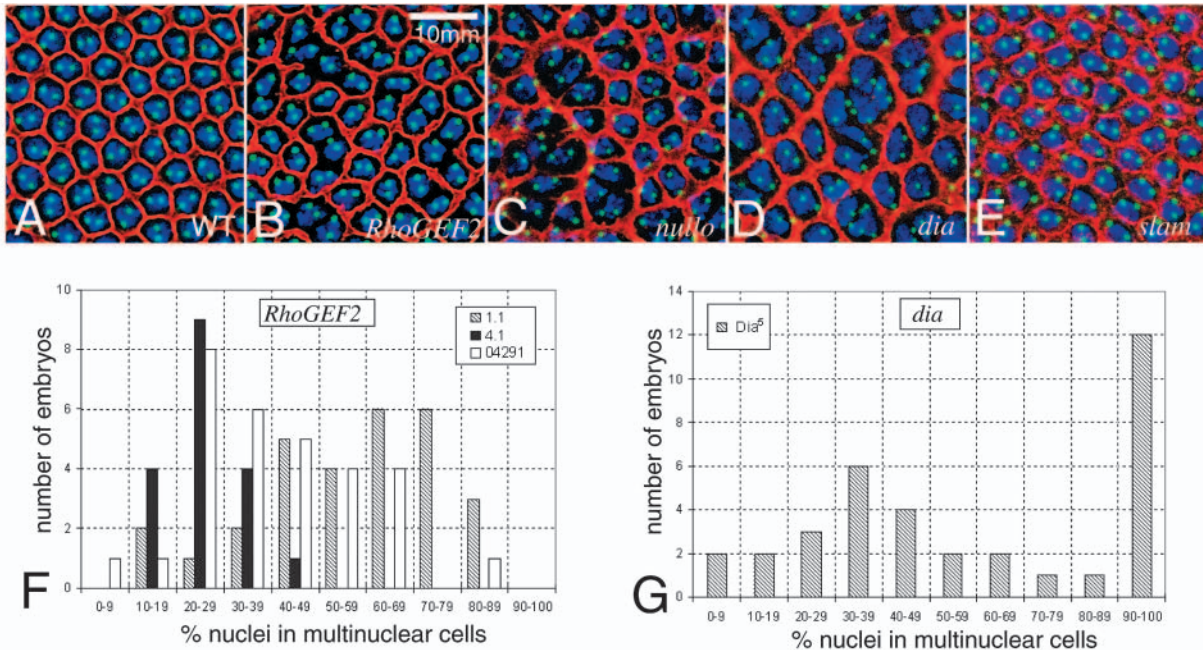 10mm
A WT
B RhoGEF2
C nullo
D dia
E slam
F
RhoGEF2
1.1
4.1
04291
number of embryos
10
8
6
4
2
0
0-9 10-19 20-29 30-39 40-49 50-59 60-69 70-79 80-89 90-100
% nuclei in multinuclear cells
G
dia
Dia⁵
number of embryos
14
12
10
8
6
4
2
0
0-9 10-19 20-29 30-39 40-49 50-59 60-69 70-79 80-89 90-100
% nuclei in multinuclear cells